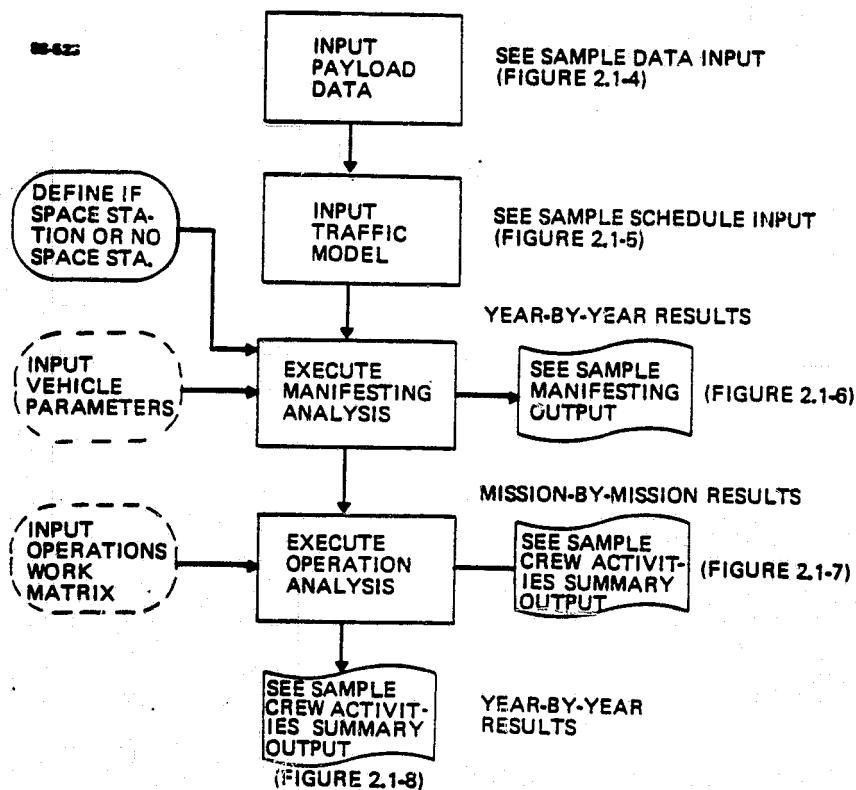 INPUT
PAYLOAD
DATA
SEE SAMPLE DATA INPUT
(FIGURE 2.1-4)
DEFINE IF
SPACE STA-
TION OR NO
SPACE STA.
INPUT
TRAFFIC
MODEL
SEE SAMPLE SCHEDULE INPUT
(FIGURE 2.1-5)
YEAR-BY-YEAR RESULTS
INPUT
VEHICLE
PARAMETERS
EXECUTE
MANIFESTING
ANALYSIS
SEE SAMPLE
MANIFESTING
OUTPUT
(FIGURE 2.1-6)
MISSION-BY-MISSION RESULTS
INPUT
OPERATIONS
WORK
MATRIX
EXECUTE
OPERATION
ANALYSIS
SEE SAMPLE
CREW ACTIVIT-
IES SUMMARY
OUTPUT
(FIGURE 2.1-7)
SEE SAMPLE
CREW ACTIVIT-
IES SUMMARY
OUTPUT
(FIGURE 2.1-8)
YEAR-BY-YEAR
RESULTS